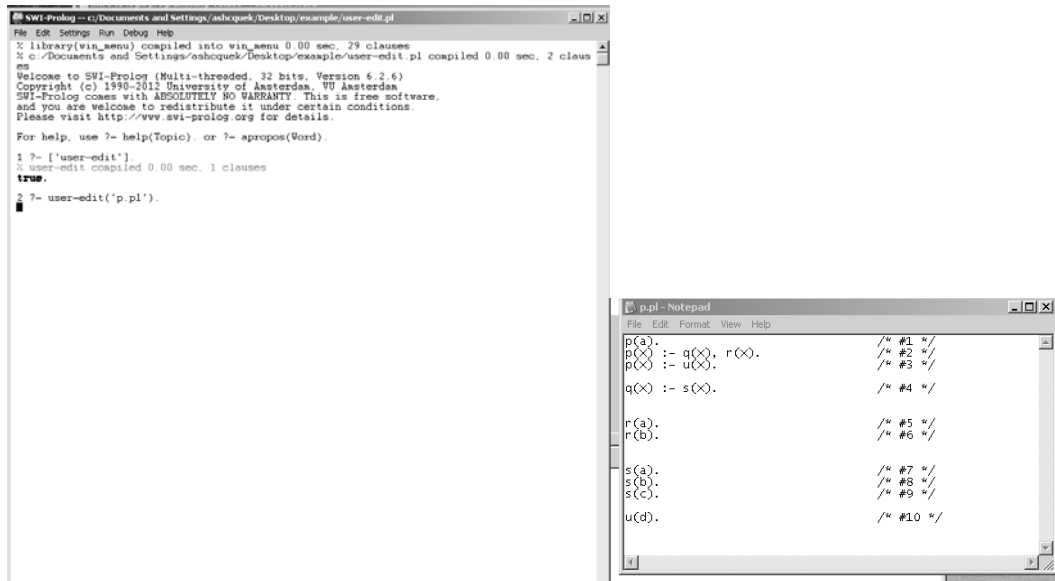 SWI-Prolog -- c:/Documents and Settings/ashcquek/Desktop/example/user-edit.pl
File Edit Settings Run Debug Help
% library(win_menu) compiled into win_menu 0.00 sec, 29 clauses
% c:/Documents and Settings/ashcquek/Desktop/example/user-edit.pl compiled 0.00 sec, 2 claus
es
Welcome to SWI-Prolog (Multi-threaded, 32 bits, Version 6.2.6)
Copyright (c) 1990-2012 University of Amsterdam, VU Amsterdam
SWI-Prolog comes with ABSOLUTELY NO WARRANTY. This is free software,
and you are welcome to redistribute it under certain conditions.
Please visit http://www.swi-prolog.org for details.
For help, use ?- help(Topic). or ?- apropos(Word).
1 ?- ['user-edit'].
% user-edit compiled 0.00 sec, 1 clauses
true.
2 ?- user-edit('p.pl').
p.pl - Notepad
File Edit Format View Help
p(a). /* #1 */
p(X) :- q(X), r(X). /* #2 */
p(X) :- u(X). /* #3 */
q(X) :- s(X). /* #4 */
r(a). /* #5 */
r(b). /* #6 */
s(a). /* #7 */
s(b). /* #8 */
s(c). /* #9 */
u(d). /* #10 */